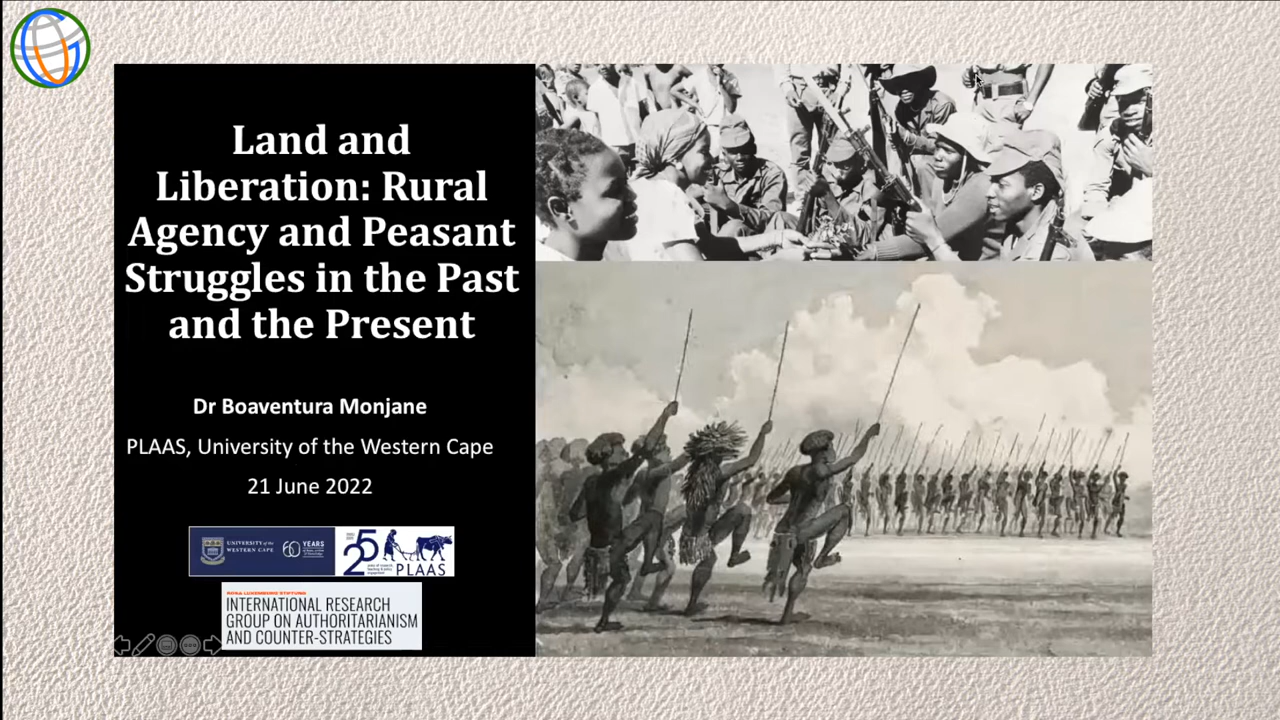 Land and
Liberation: Rural
Agency and Peasant
Struggles in the Past
and the Present
Dr Boaventura Monjane
PLAAS, University of the Western Cape
21 June 2022
UNIVERSITY of the
WESTERN CAPE
60 YEARS
25
PLAAS
ROSA LUXEMBURG STIFTUNG
INTERNATIONAL RESEARCH
GROUP ON AUTHORITARIANISM
AND COUNTER-STRATEGIES